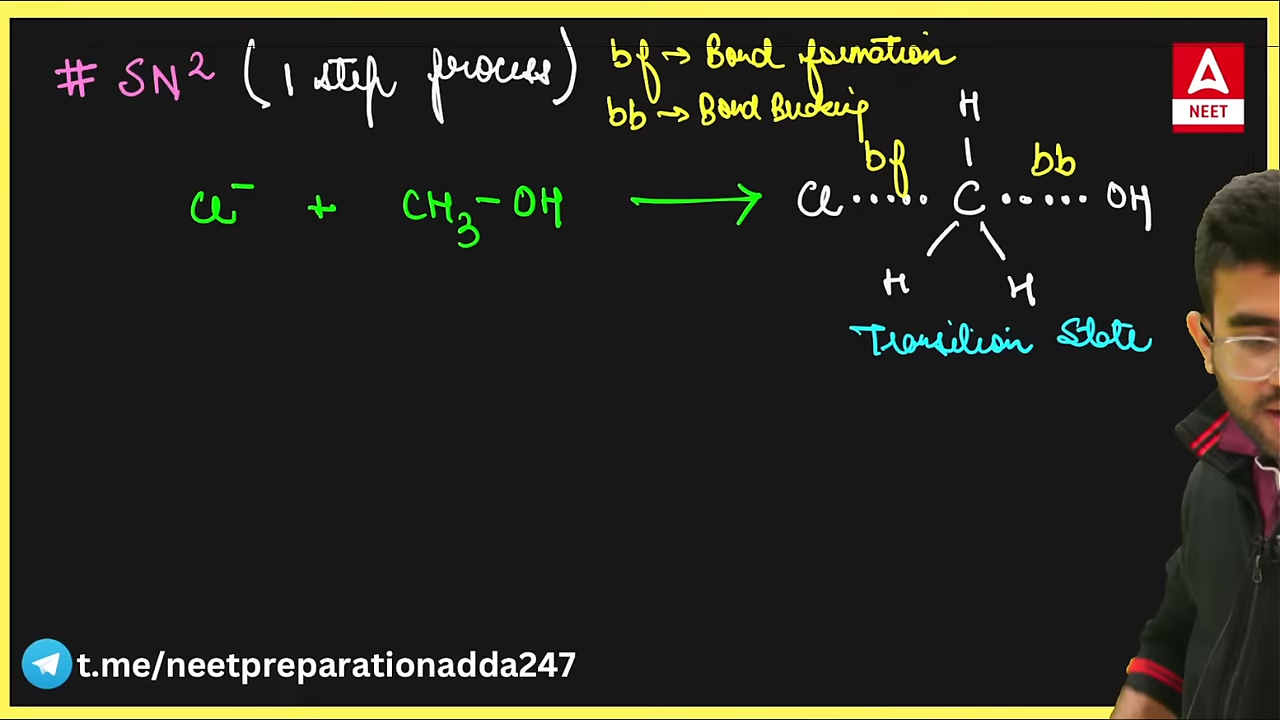 # SN² (1 step process)
bf → Bond formation
bb → Bond Breaking
NEET
Cl⁻ + CH₃-OH ⟶
H
bf bb
Cl ..... C ..... OH
H H
Transition State
t.me/neetpreparationadda247